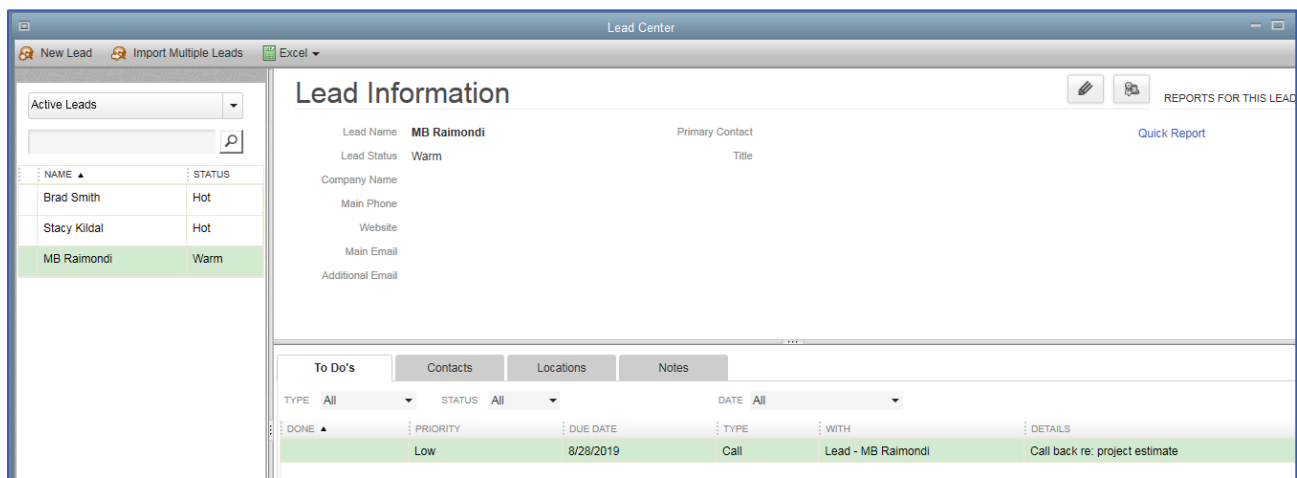 Lead Center
New Lead Import Multiple Leads Excel
Active Leads
NAME STATUS
Brad Smith Hot
Stacy Kildal Hot
MB Raimondi Warm
Lead Information
REPORTS FOR THIS LEAD
Lead Name MB Raimondi Primary Contact Quick Report
Lead Status Warm Title
Company Name
Main Phone
Website
Main Email
Additional Email
To Do's Contacts Locations Notes
TYPE All STATUS All DATE All
DONE PRIORITY DUE DATE TYPE WITH DETAILS
Low 8/28/2019 Call Lead - MB Raimondi Call back re: project estimate